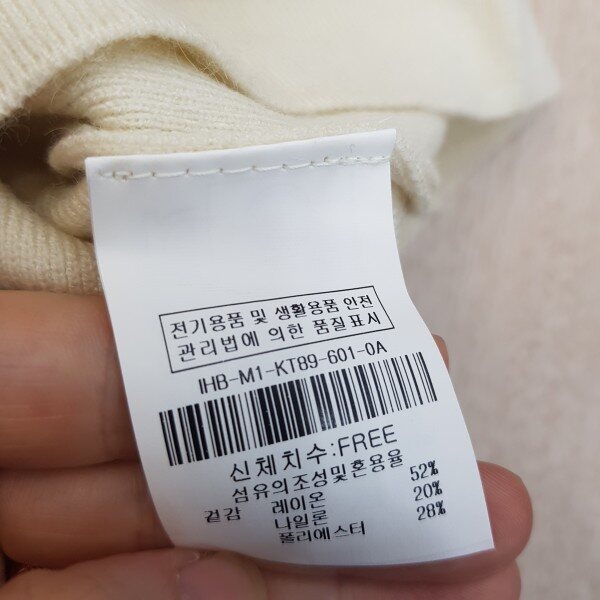 전기용품 및 생활용품 안전
관리법에 의한 품질표시
IHB-M1-KT89-601-0A
신체치수:FREE
섬유의조성및혼용율
겉감 레이온 52%
나일론 20%
폴리에스터 28%